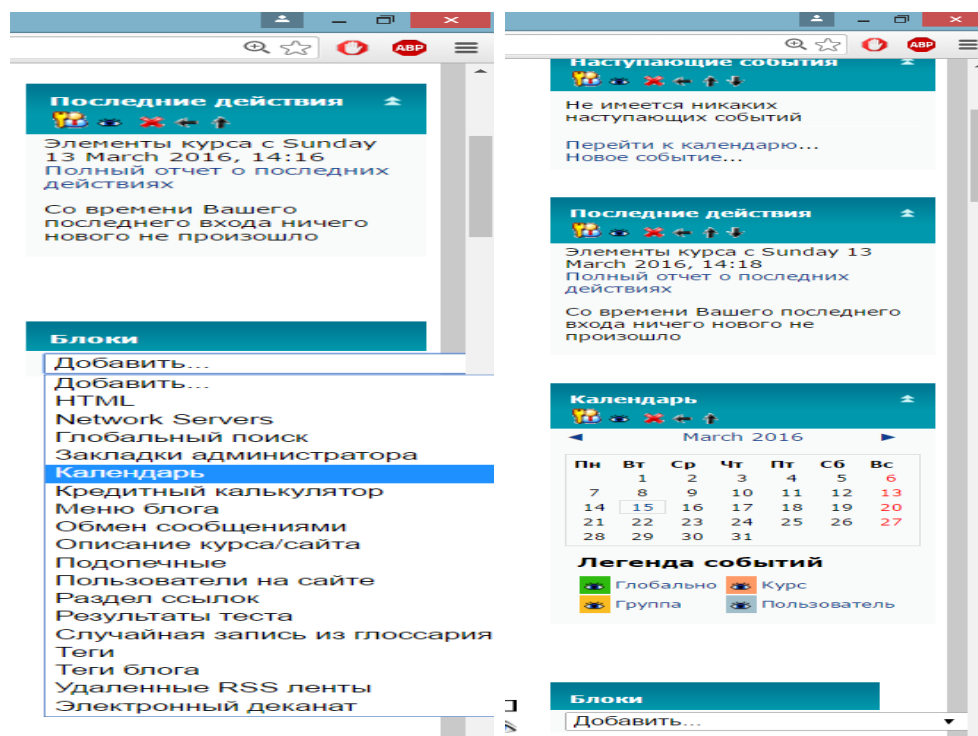 ABP
Последние действия
Элементы курса с Sunday
13 March 2016, 14:16
Полный отчет о последних
действиях
Со времени Вашего
последнего входа ничего
нового не произошло
Блоки
Добавить...
Добавить...
HTML
Network Servers
Глобальный поиск
Закладки администратора
Календарь
Кредитный калькулятор
Меню блога
Обмен сообщениями
Описание курса/сайта
Подопечные
Пользователи на сайте
Раздел ссылок
Результаты теста
Случайная запись из глоссария
Теги
Теги блога
Удаленные RSS ленты
Электронный деканат
ABP
Наступающие события
Не имеется никаких
наступающих событий
Перейти к календарю...
Новое событие...
Последние действия
Элементы курса с Sunday 13
March 2016, 14:18
Полный отчет о последних
действиях
Со времени Вашего последнего
входа ничего нового не
произошло
Календарь
March 2016
Пн Вт Ср Чт Пт Сб Вс
1 2 3 4 5 6
7 8 9 10 11 12 13
14 15 16 17 18 19 20
21 22 23 24 25 26 27
28 29 30 31
Легенда событий
Глобально Курс
Группа Пользователь
Блоки
Добавить...